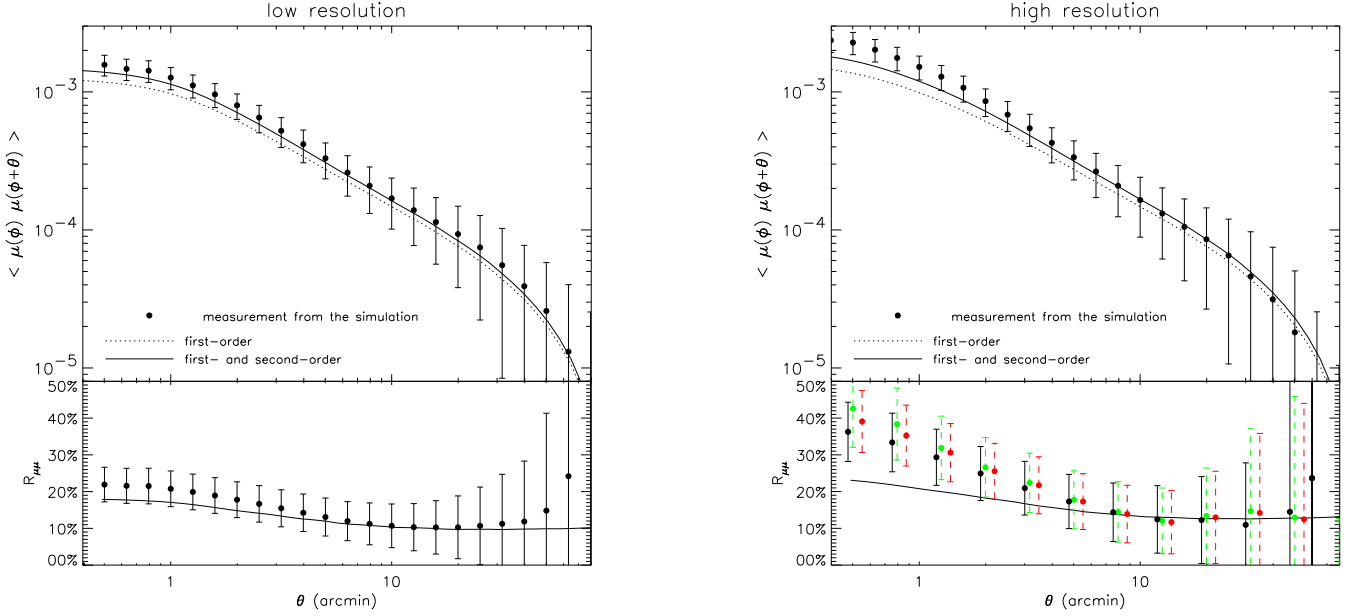 low resolution
10⁻³
10⁻⁴
10⁻⁵
< μ(ϕ) μ(ϕ+θ) >
measurement from the simulation
first-order
first- and second-order
50%
40%
30%
20%
10%
00%
R_μμ
1
10
θ (arcmin)
high resolution
10⁻³
10⁻⁴
10⁻⁵
< μ(ϕ) μ(ϕ+θ) >
measurement from the simulation
first-order
first- and second-order
50%
40%
30%
20%
10%
00%
R_μμ
1
10
θ (arcmin)